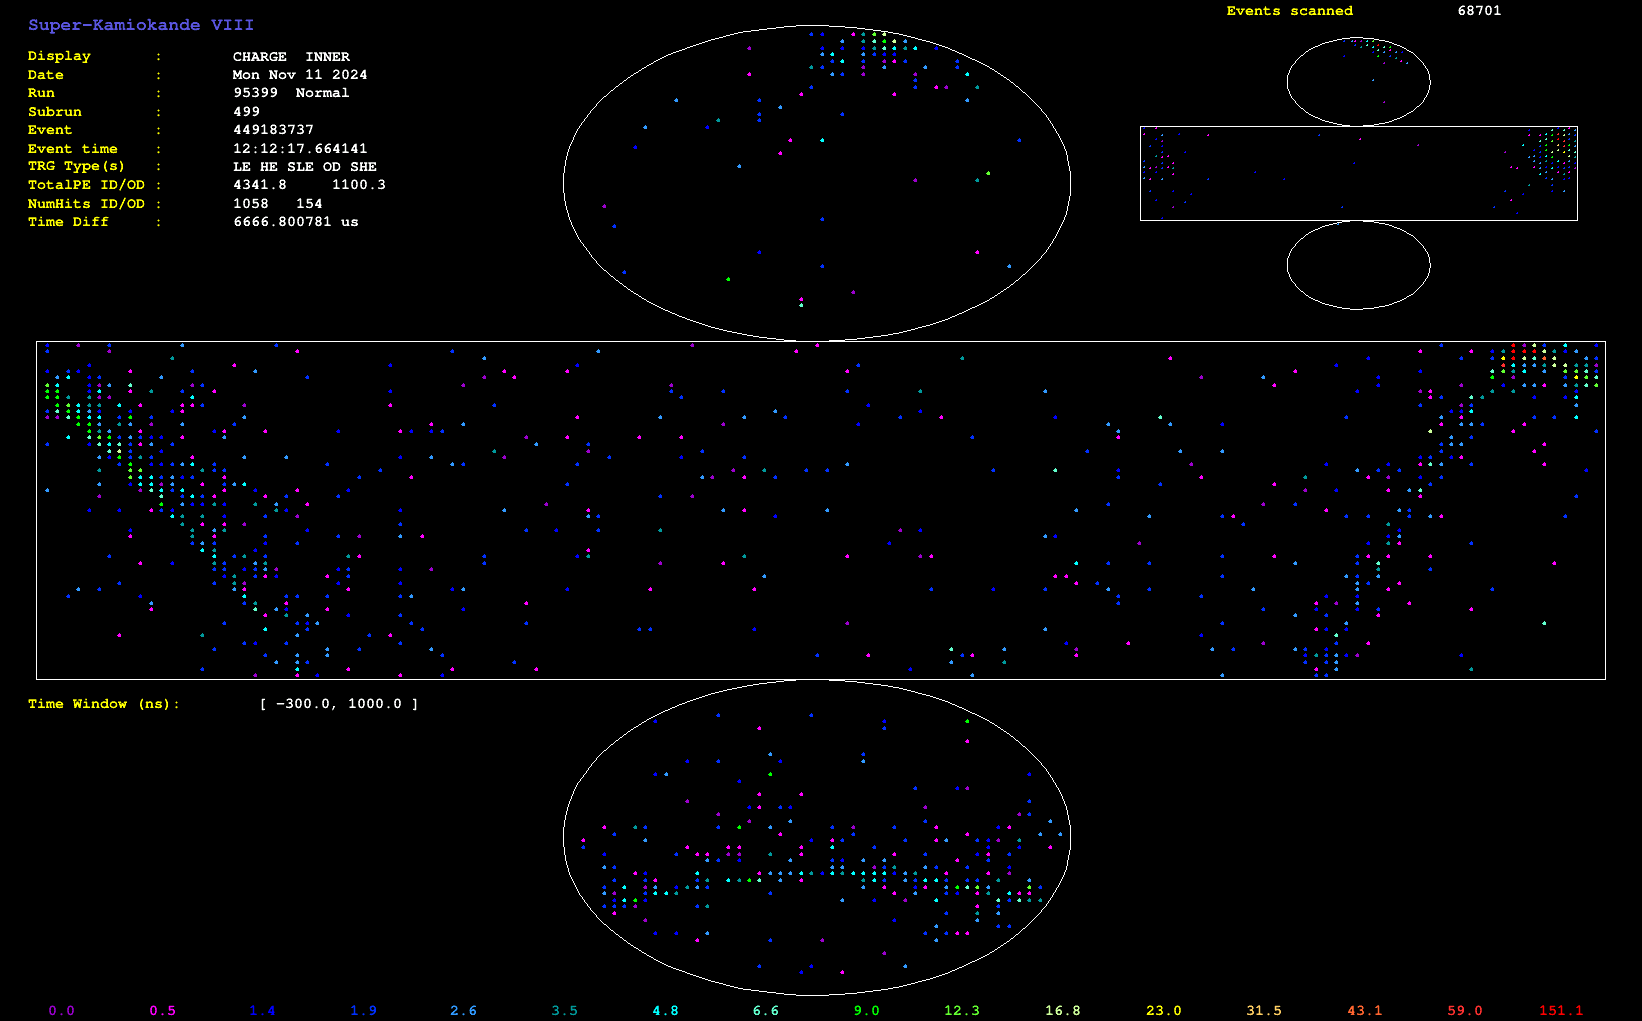 Super-Kamiokande VIII
Events scanned 68701
Display : CHARGE INNER
Date : Mon Nov 11 2024
Run : 95399 Normal
Subrun : 499
Event : 449183737
Event time : 12:12:17.664141
TRG Type(s) : LE HE SLE OD SHE
TotalPE ID/OD : 4341.8 1100.3
NumHits ID/OD : 1058 154
Time Diff : 6666.800781 us
Time Window (ns): [ -300.0, 1000.0 ]
0.0 0.5 1.4 1.9 2.6 3.5 4.8 6.6 9.0 12.3 16.8 23.0 31.5 43.1 59.0 151.1